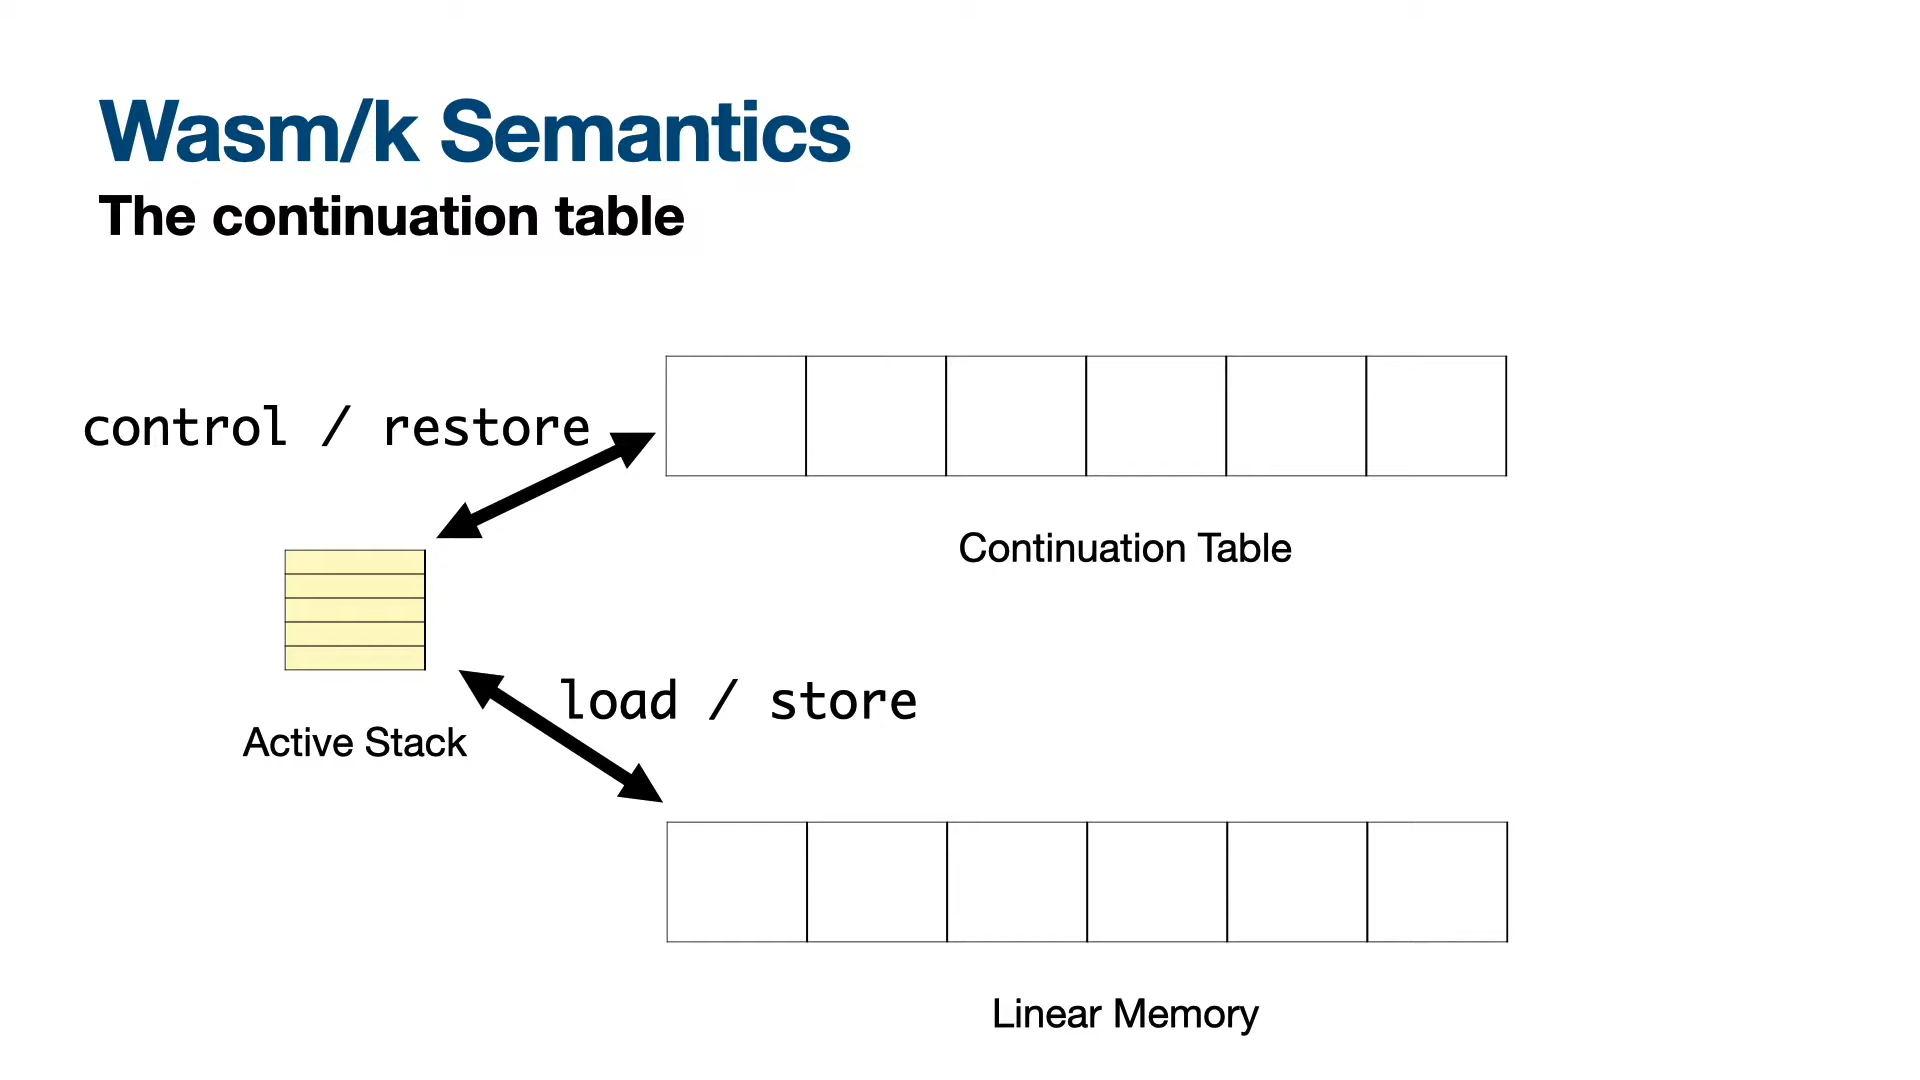 Wasm/k Semantics
The continuation table
control / restore
Continuation Table
load / store
Active Stack
Linear Memory